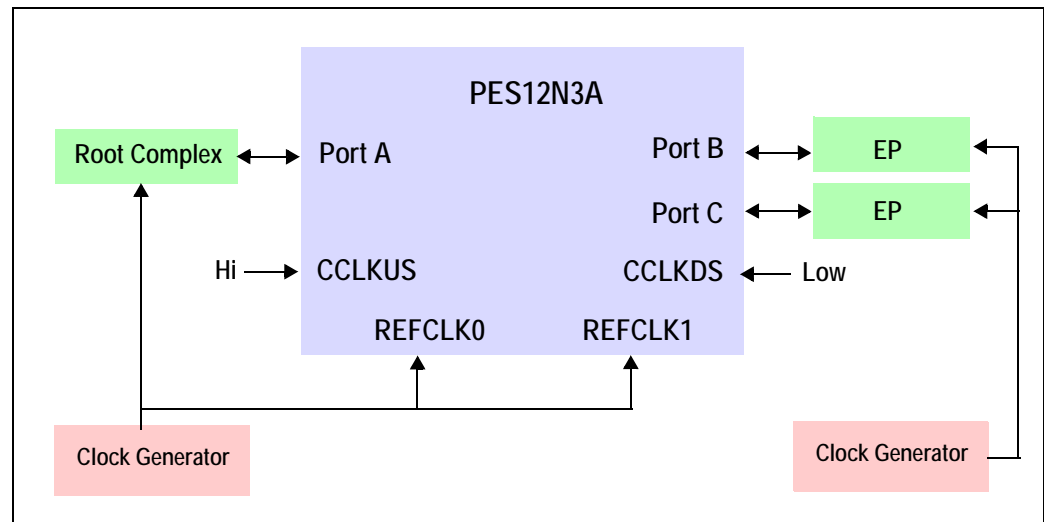 PES12N3A
Root Complex
Port A
Port B
EP
Port C
EP
Hi
CCLKUS
CCLKDS
Low
REFCLK0
REFCLK1
Clock Generator
Clock Generator